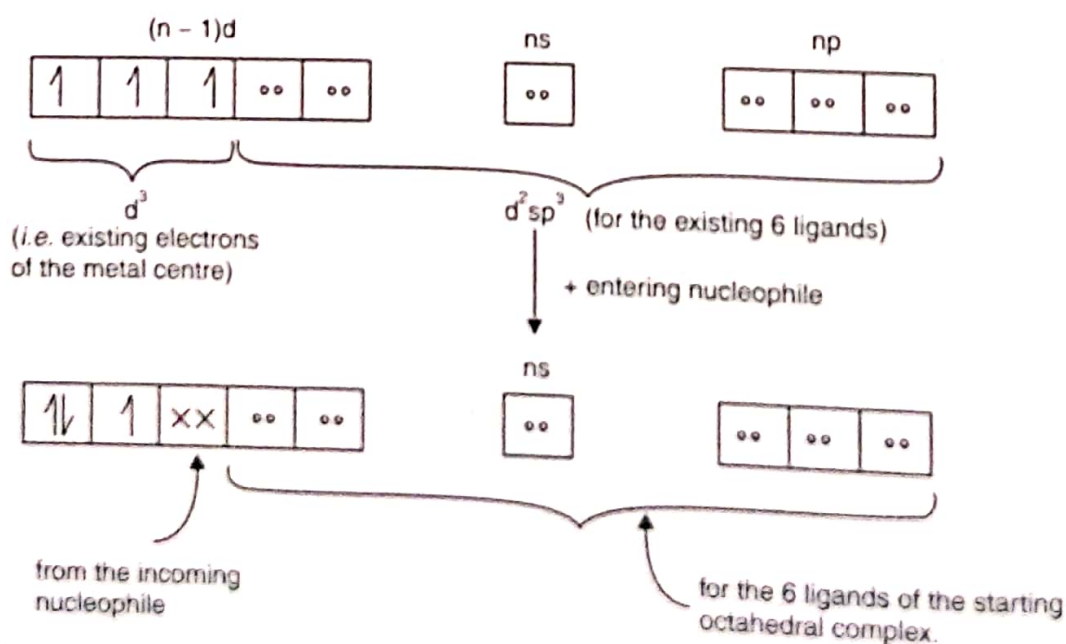 (n – 1)d
ns
np
d³
(i.e. existing electrons
of the metal centre)
d²sp³ (for the existing 6 ligands)
+ entering nucleophile
ns
××
from the incoming
nucleophile
for the 6 ligands of the starting
octahedral complex.